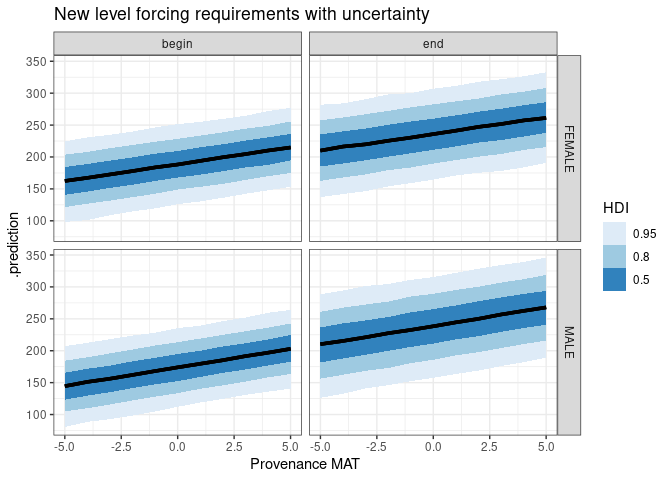 New level forcing requirements with uncertainty
begin
end
350
300
250
200
150
100
FEMALE
350
300
250
200
150
100
MALE
.prediction
-5.0 -2.5 0.0 2.5 5.0
-5.0 -2.5 0.0 2.5 5.0
Provenance MAT
HDI
0.95
0.8
0.5